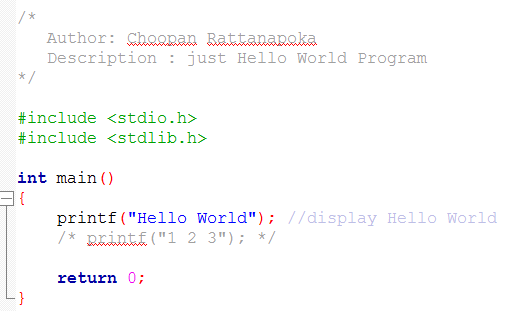 /*
   Author: Choopan Rattanapoka
   Description : just Hello World Program
*/

#include <stdio.h>
#include <stdlib.h>

int main()
{
    printf("Hello World"); //display Hello World
    /* printf("1 2 3"); */

    return 0;
}